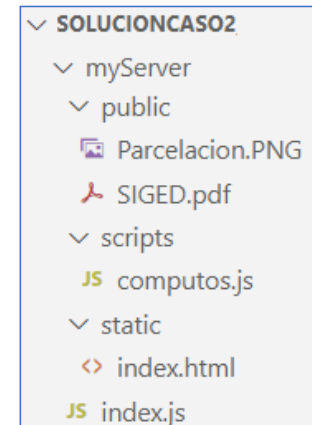 SOLUCIONCASO2
myServer
public
Parcelacion.PNG
SIGED.pdf
scripts
JS computos.js
static
<> index.html
JS index.js